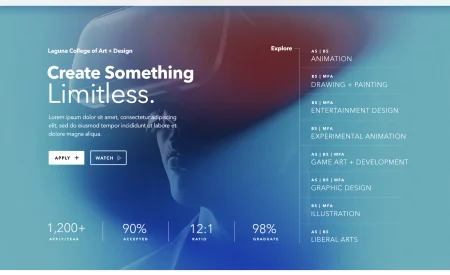 Laguna College of Art + Design
Create Something
Limitless.
Lorem ipsum dolor sit amet, consectetur adipiscing
elit, sed do eiusmod tempor incididunt ut labore et
dolore magna aliqua.
APPLY +
WATCH
1,200+
APPLY/YEAR
90%
ACCEPTED
12:1
RATIO
98%
GRADUATE
Explore
AS | BS
ANIMATION
BS | MFA
DRAWING + PAINTING
BS | MFA
ENTERTAINMENT DESIGN
BS | MFA
EXPERIMENTAL ANIMATION
AS | BS | MFA
GAME ART + DEVELOPMENT
AS | BS | MFA
GRAPHIC DESIGN
BS | MFA
ILLUSTRATION
AS | BS
LIBERAL ARTS